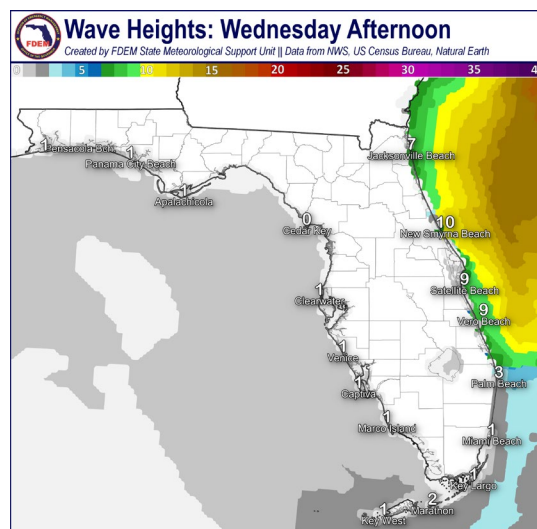 Wave Heights: Wednesday Afternoon
Created by FDEM State Meteorological Support Unit || Data from NWS, US Census Bureau, Natural Earth
FDEM
0 5 10 15 20 25 30 35 4
1
Pensacola Bch
1
Panama City Beach
1
Apalachicola
7
Jacksonville Beach
0
Cedar Key
10
New Smyrna Beach
1
Clearwater
9
Satellite Beach
9
Vero Beach
1
Venice
1
Captiva
3
Palm Beach
1
Marco Island
1
Miami Beach
1
Key Largo
2
Marathon
1
Key West